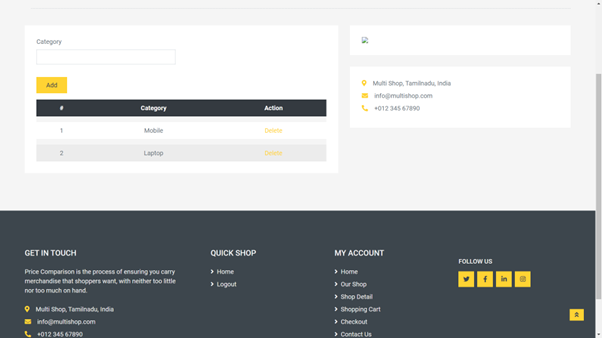 Category
Add
# Category Action
1 Mobile Delete
2 Laptop Delete
Multi Shop, Tamilnadu, India
info@multishop.com
+012 345 67890
GET IN TOUCH
Price Comparison is the process of ensuring you carry
merchandise that shoppers want, with neither too little
nor too much on hand.
Multi Shop, Tamilnadu, India
info@multishop.com
+012 345 67890
QUICK SHOP
Home
Logout
MY ACCOUNT
Home
Our Shop
Shop Detail
Shopping Cart
Checkout
Contact Us
FOLLOW US